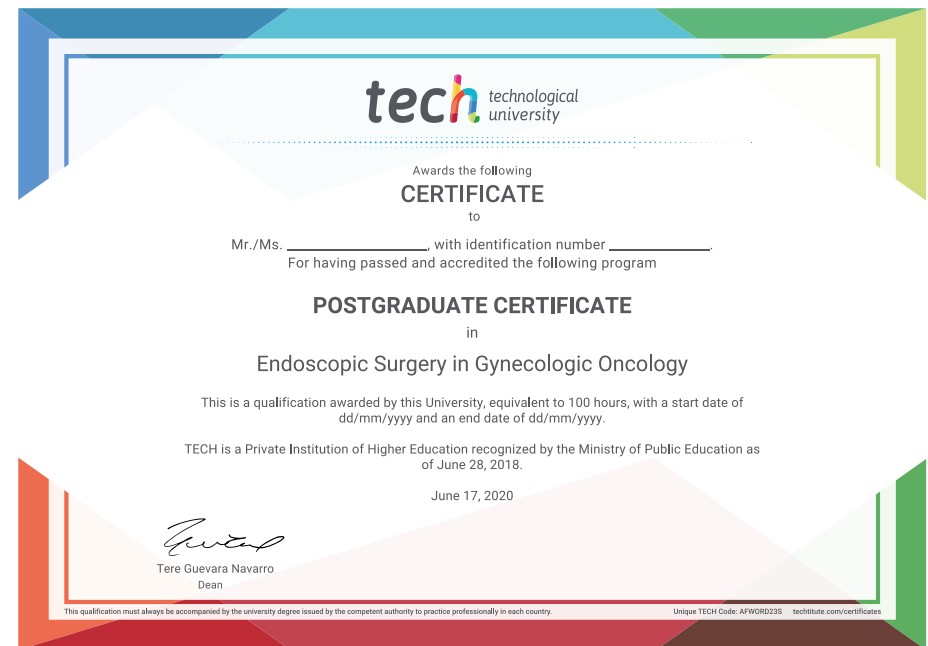 tech technological
university
Awards the following
CERTIFICATE
to
Mr./Ms. ____________________, with identification number ______________.
For having passed and accredited the following program
POSTGRADUATE CERTIFICATE
in
Endoscopic Surgery in Gynecologic Oncology
This is a qualification awarded by this University, equivalent to 100 hours, with a start date of
dd/mm/yyyy and an end date of dd/mm/yyyy.
TECH is a Private Institution of Higher Education recognized by the Ministry of Public Education as
of June 28, 2018.
June 17, 2020
Tere Guevara Navarro
Dean
This qualification must always be accompanied by the university degree issued by the competent authority to practice professionally in each country.
Unique TECH Code: AFWORD23S techtitute.com/certificates